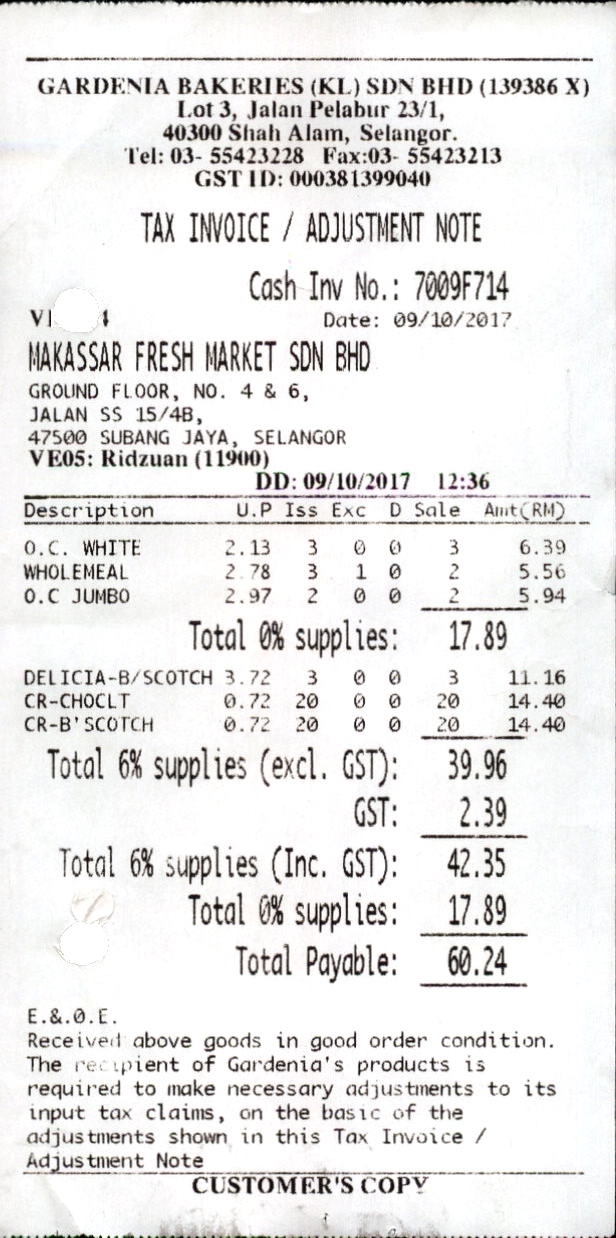 GARDENIA BAKERIES (KL) SDN BHD (139386 X)
Lot 3, Jalan Pelabur 23/1,
40300 Shah Alam, Selangor.
Tel: 03- 55423228 Fax:03- 55423213
GST ID: 000381399040
TAX INVOICE / ADJUSTMENT NOTE
Cash Inv No.: 7009F714
Date: 09/10/2017
MAKASSAR FRESH MARKET SDN BHD
GROUND FLOOR, NO. 4 & 6,
JALAN SS 15/4B,
47500 SUBANG JAYA, SELANGOR
VE05: Ridzuan (11900)
DD: 09/10/2017 12:36
Description U.P Iss Exc D Sale Amt(RM)
O.C. WHITE 2.13 3 0 0 3 6.39
WHOLEMEAL 2.78 3 1 0 2 5.56
O.C JUMBO 2.97 2 0 0 2 5.94
Total 0% supplies: 17.89
DELICIA-B/SCOTCH 3.72 3 0 0 3 11.16
CR-CHOCLT 0.72 20 0 0 20 14.40
CR-B'SCOTCH 0.72 20 0 0 20 14.40
Total 6% supplies (excl. GST): 39.96
GST: 2.39
Total 6% supplies (Inc. GST): 42.35
Total 0% supplies: 17.89
Total Payable: 60.24
E.&.O.E.
Received above goods in good order condition.
The recipient of Gardenia's products is
required to make necessary adjustments to its
input tax claims, on the basic of the
adjustments shown in this Tax Invoice /
Adjustment Note
CUSTOMER'S COPY